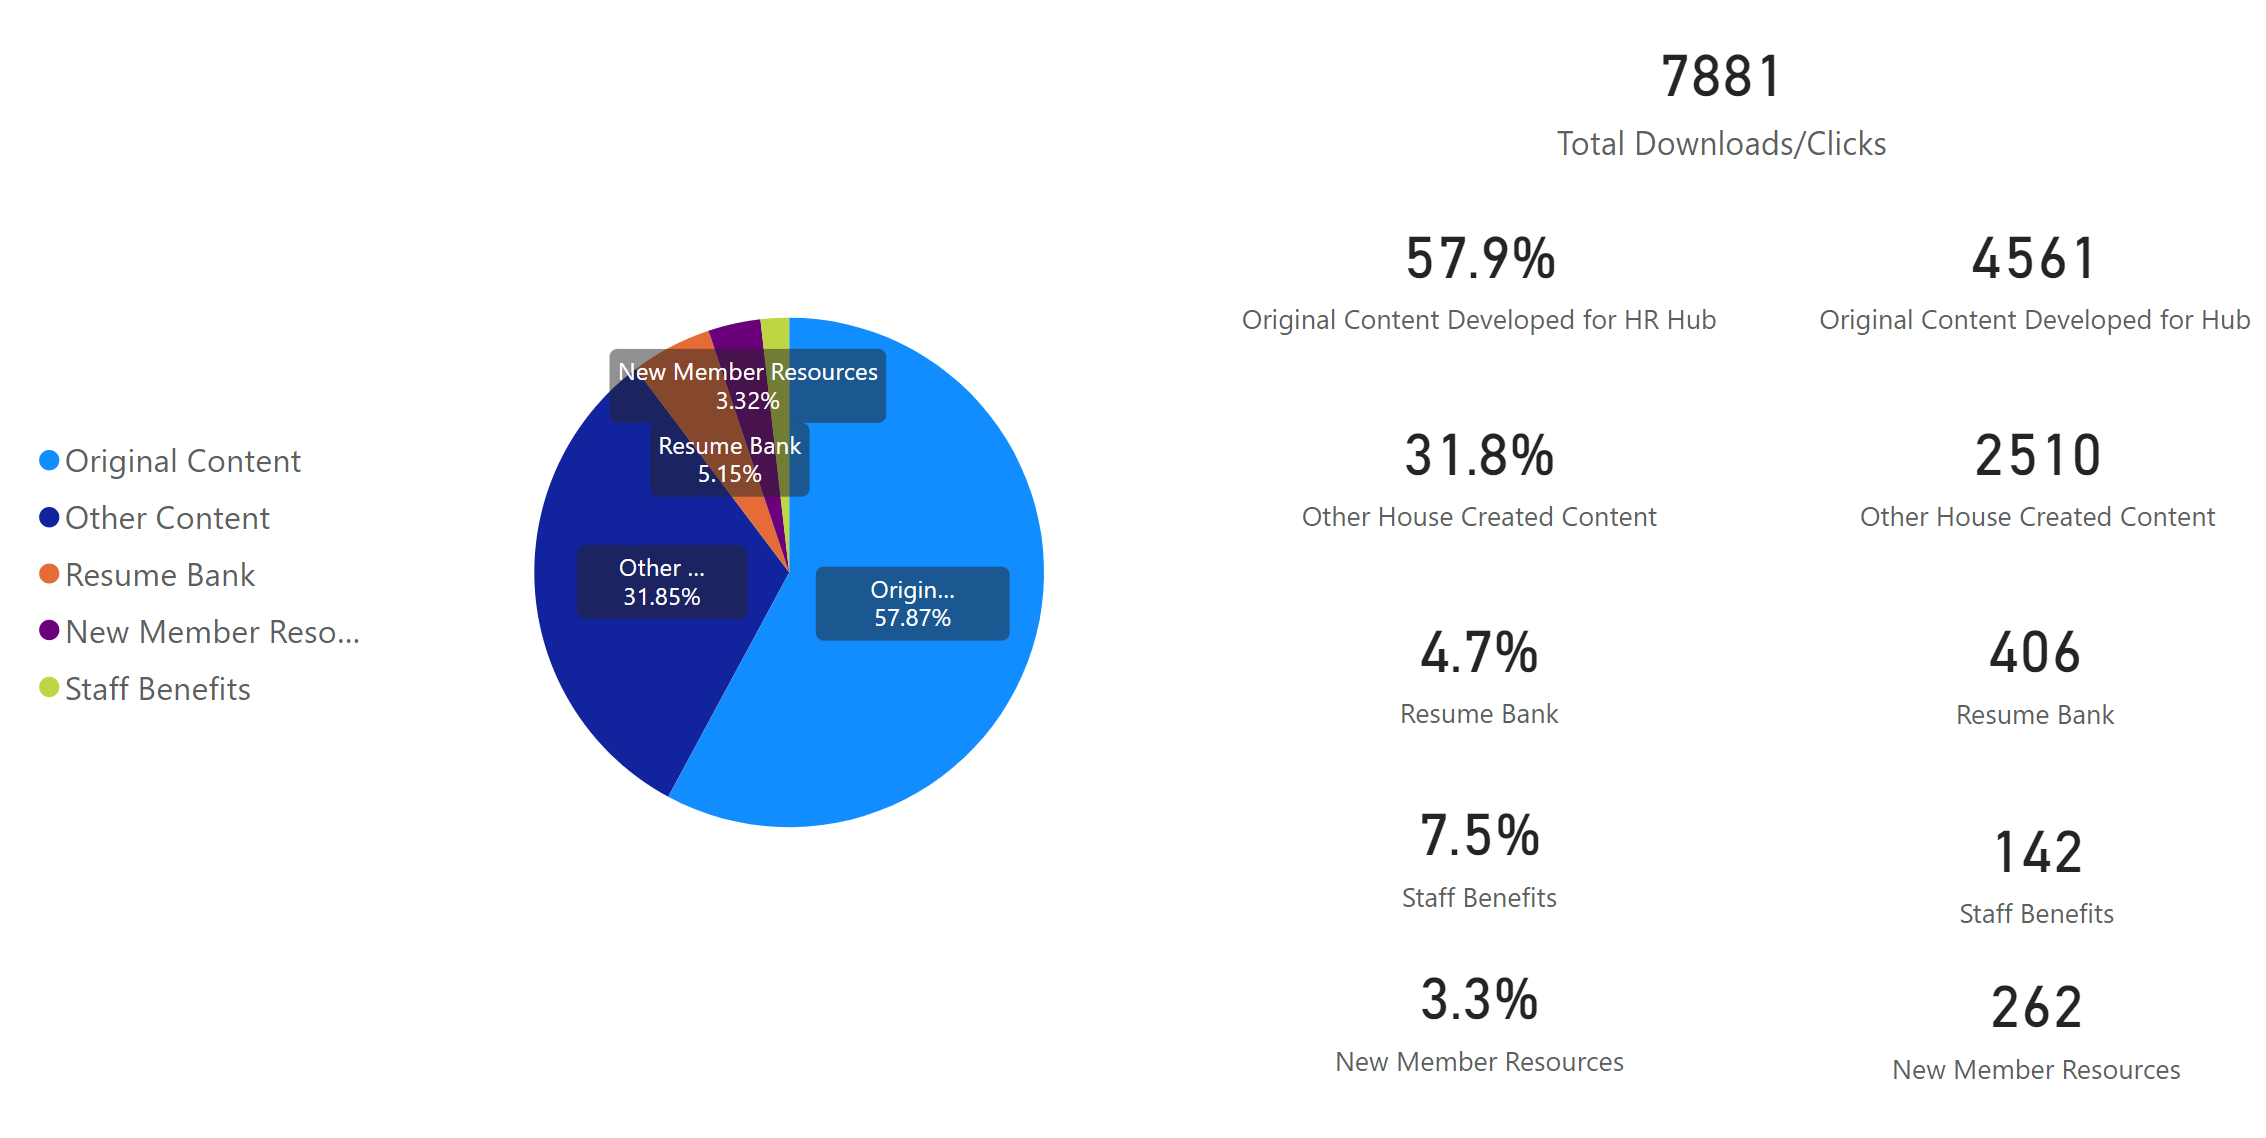 Original Content
Other Content
Resume Bank
New Member Reso...
Staff Benefits
New Member Resources
3.32%
Resume Bank
5.15%
Other ...
31.85%
Origin...
57.87%
7881
Total Downloads/Clicks
57.9%
Original Content Developed for HR Hub
4561
Original Content Developed for Hub
31.8%
Other House Created Content
2510
Other House Created Content
4.7%
Resume Bank
406
Resume Bank
7.5%
Staff Benefits
142
Staff Benefits
3.3%
New Member Resources
262
New Member Resources